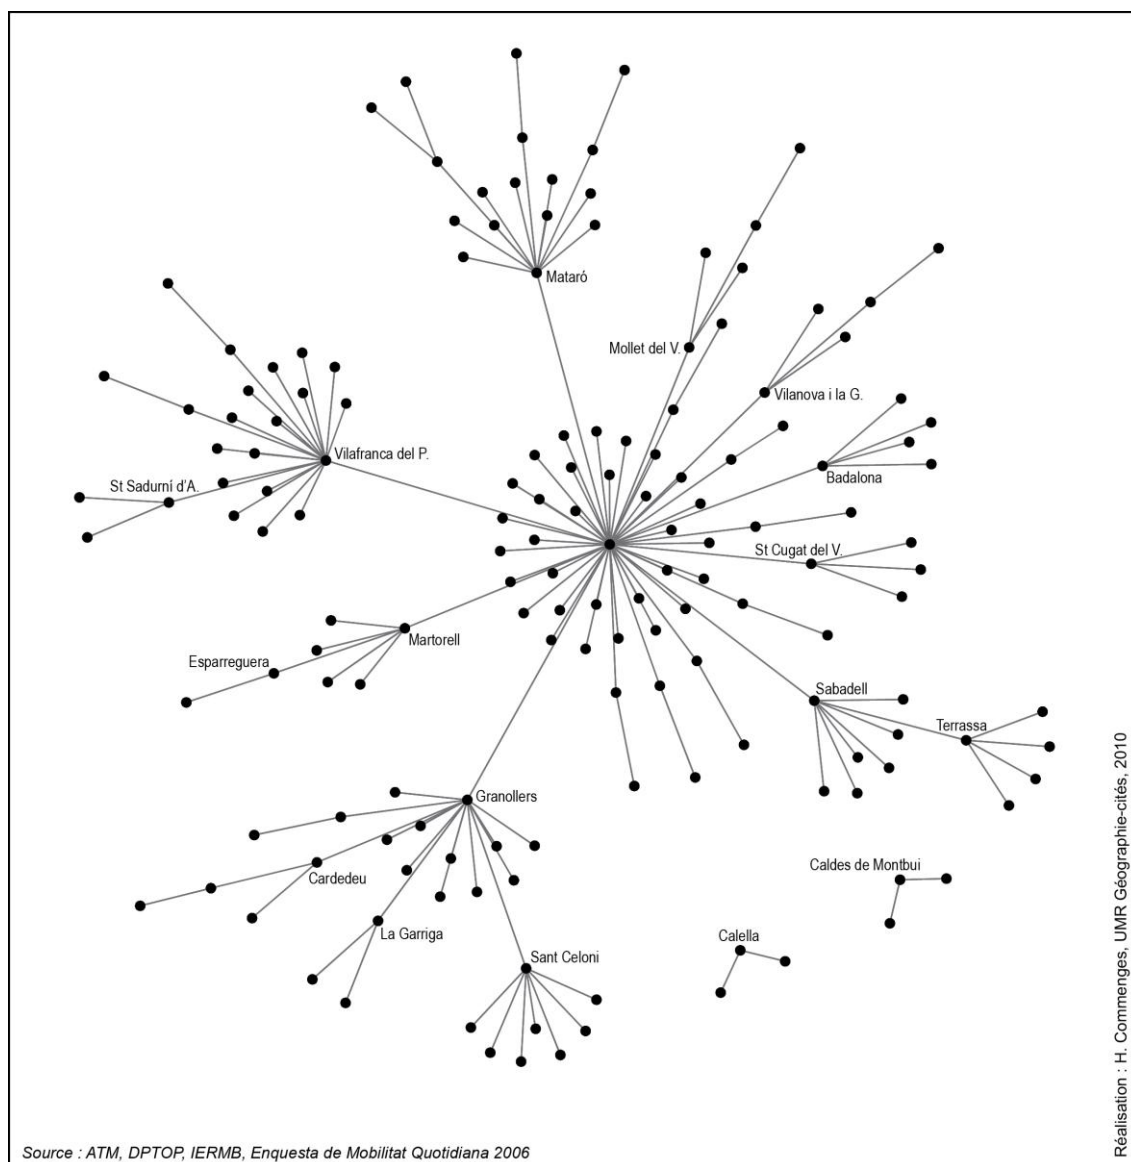 Mataró
Mollet del V.
Vilanova i la G.
Vilafranca del P.
Badalona
St Sadurní d'A.
St Cugat del V.
Martorell
Esparreguera
Sabadell
Terrassa
Granollers
Cardedeu
Caldes de Montbui
La Garriga
Calella
Sant Celoni
Réalisation : H. Commenges, UMR Géographie-cités, 2010
Source : ATM, DPTOP, IERMB, Enquesta de Mobilitat Quotidiana 2006